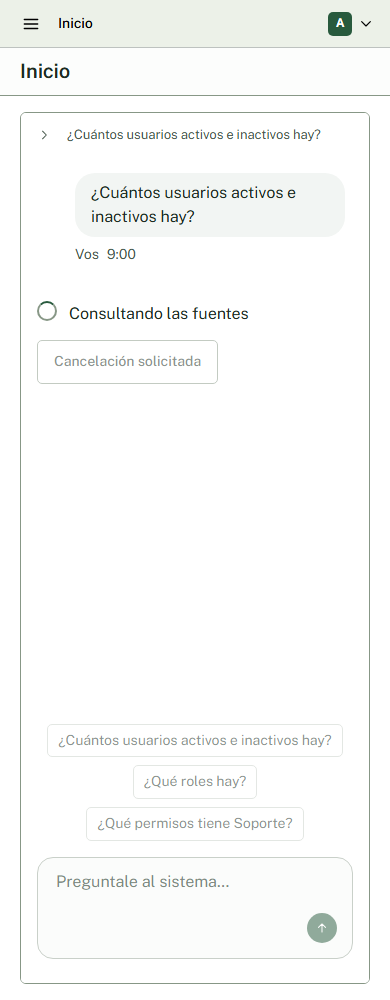 Inicio
A
Inicio
¿Cuántos usuarios activos e inactivos hay?
¿Cuántos usuarios activos e
inactivos hay?
Vos 9:00
Consultando las fuentes
Cancelación solicitada
¿Cuántos usuarios activos e inactivos hay?
¿Qué roles hay?
¿Qué permisos tiene Soporte?
Preguntale al sistema...